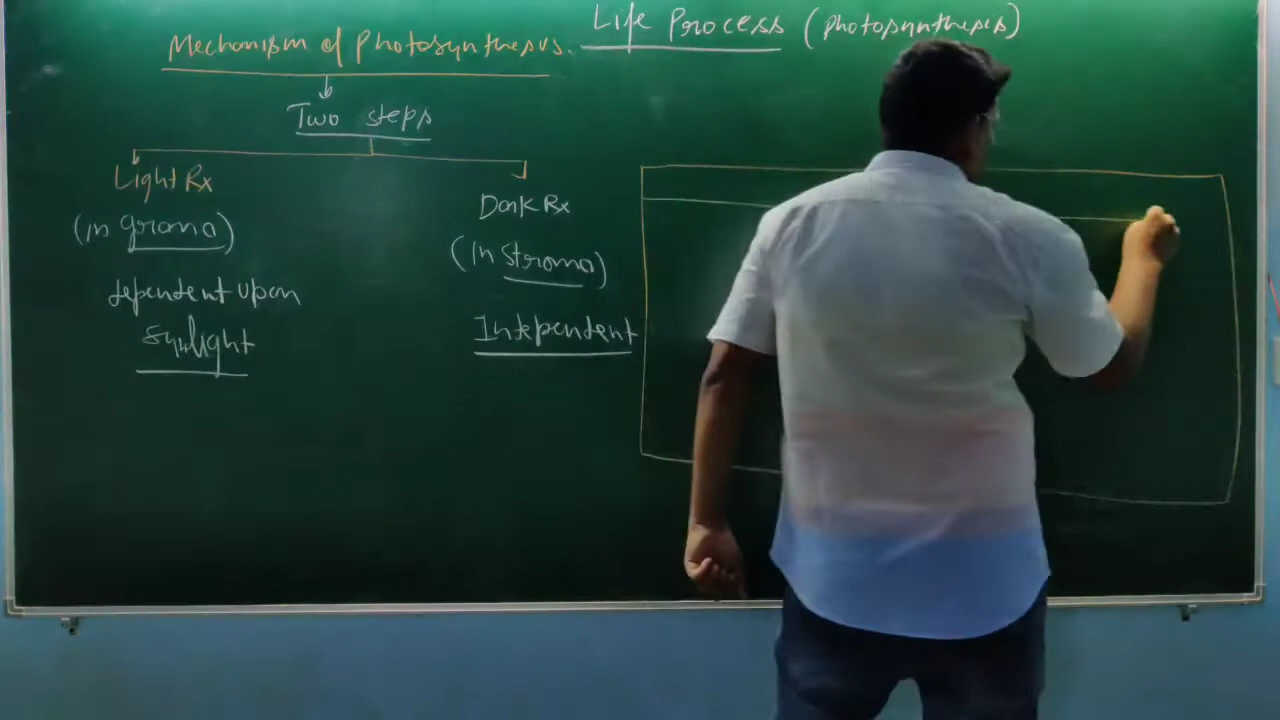 Life Process (Photosynthesis)
Mechanism of Photosynthesis.
Two steps
Light Rx
(in grana)
dependent upon
sunlight
Dark Rx
(in stroma)
Independent